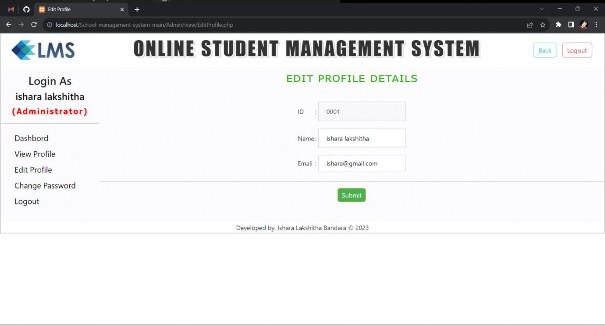 Edit Profile
localhost/School-management-system-main/Admin/view/EditProfile.php
LMS
ONLINE STUDENT MANAGEMENT SYSTEM
Back
Logout
Login As
ishara lakshitha
(Administrator)
Dashbord
View Profile
Edit Profile
Change Password
Logout
EDIT PROFILE DETAILS
ID : 0001
Name: ishara lakshitha
Email : ishara@gmail.com
Submit
Developed by. Ishara Lakshitha Bandara © 2023